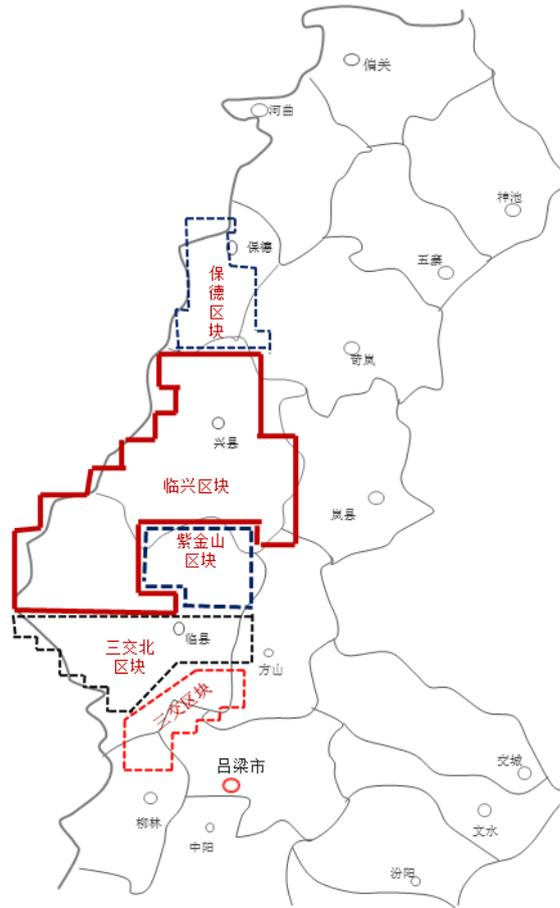 偏关
河曲
神池
保德
五寨
保
德
区
块
苛岚
兴县
临兴区块
岚县
紫金山
区块
临县
三交北
区块
方山
三交区块
吕梁市
交城
柳林
文水
中阳
汾阳